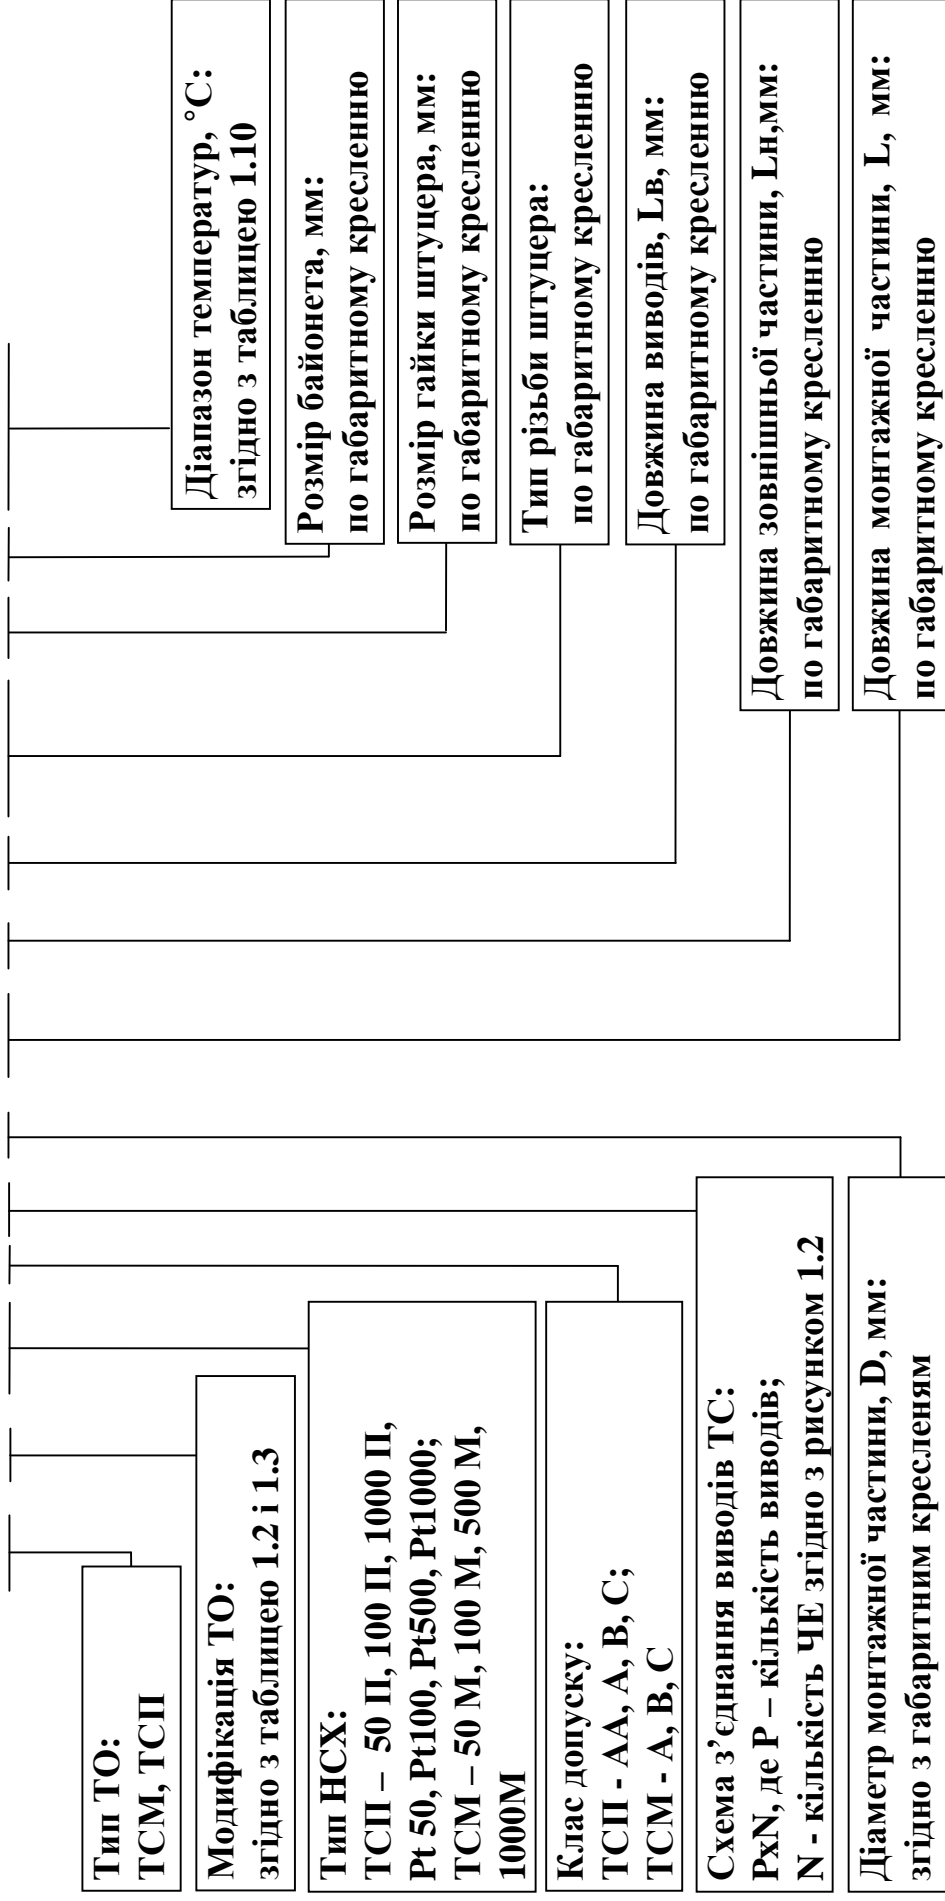 Тип ТО:
ТСМ, ТСП
Модифікація ТО:
згідно з таблицею 1.2 і 1.3
Тип НСХ:
ТСП – 50 П, 100 П, 1000 П,
Pt 50, Pt100, Pt500, Pt1000;
ТСМ – 50 М, 100 М, 500 М,
1000М
Клас допуску:
ТСП - АА, А, В, С;
ТСМ - А, В, С
Схема з’єднання виводів ТС:
РхN, де Р – кількість виводів;
N - кількість ЧЕ згідно з рисунком 1.2
Діаметр монтажної частини, D, мм:
згідно з габаритним кресленям
Діапазон температур, °С:
згідно з таблицею 1.10
Розмір байонета, мм:
по габаритному кресленню
Розмір гайки штуцера, мм:
по габаритному кресленню
Тип різьби штуцера:
по габаритному кресленню
Довжина виводів, Lв, мм:
по габаритному кресленню
Довжина зовнішньої частини, Lн,мм:
по габаритному кресленню
Довжина монтажної частини, L, мм:
по габаритному кресленню